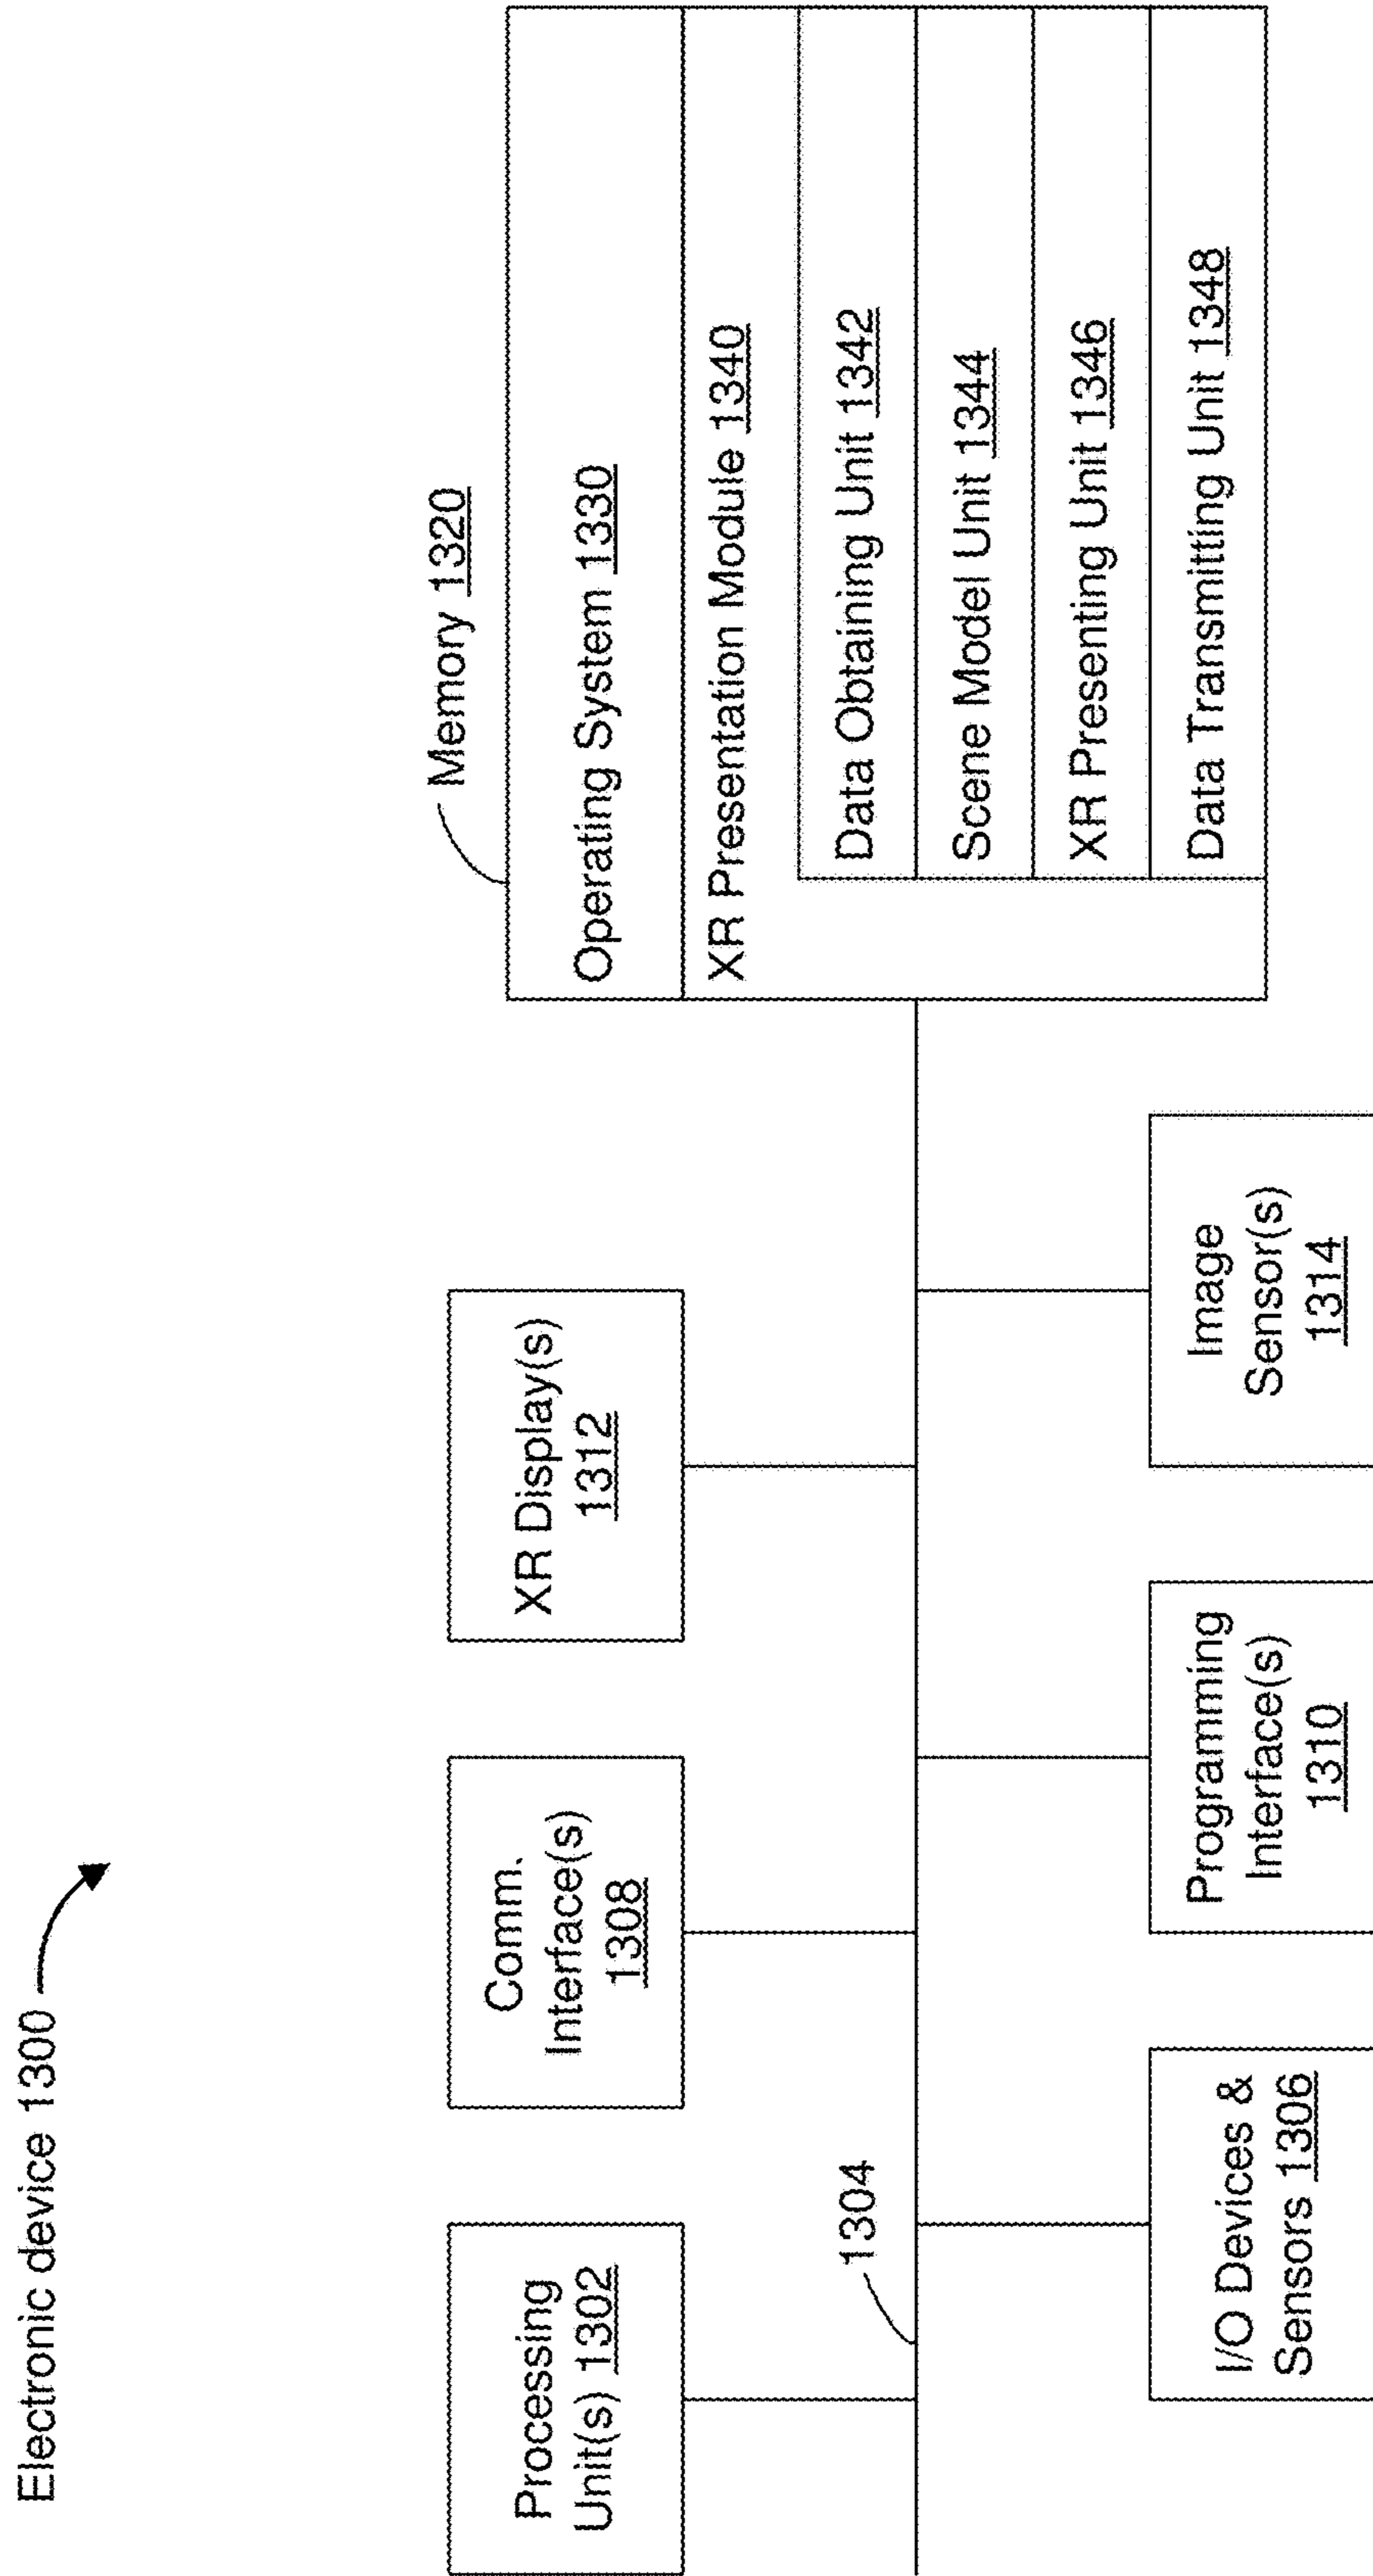 Electronic device 1300
Processing
Unit(s) 1302
Comm.
Interface(s)
1308
XR Display(s)
1312
Memory 1320
Operating System 1330
XR Presentation Module 1340
Data Obtaining Unit 1342
Scene Model Unit 1344
XR Presenting Unit 1346
Data Transmitting Unit 1348
1304
I/O Devices &
Sensors 1306
Programming
Interface(s)
1310
Image
Sensor(s)
1314